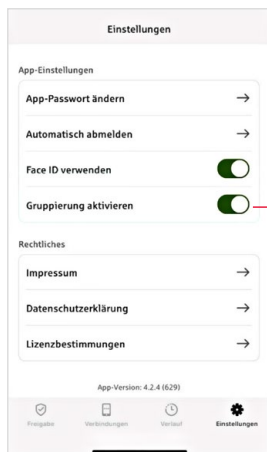 Einstellungen
App-Einstellungen
App-Passwort ändern
Automatisch abmelden
Face ID verwenden
Gruppierung aktivieren
Rechtliches
Impressum
Datenschutzerklärung
Lizenzbestimmungen
App-Version: 4.2.4 (629)
Freigabe Verbindungen Verlauf Einstellungen